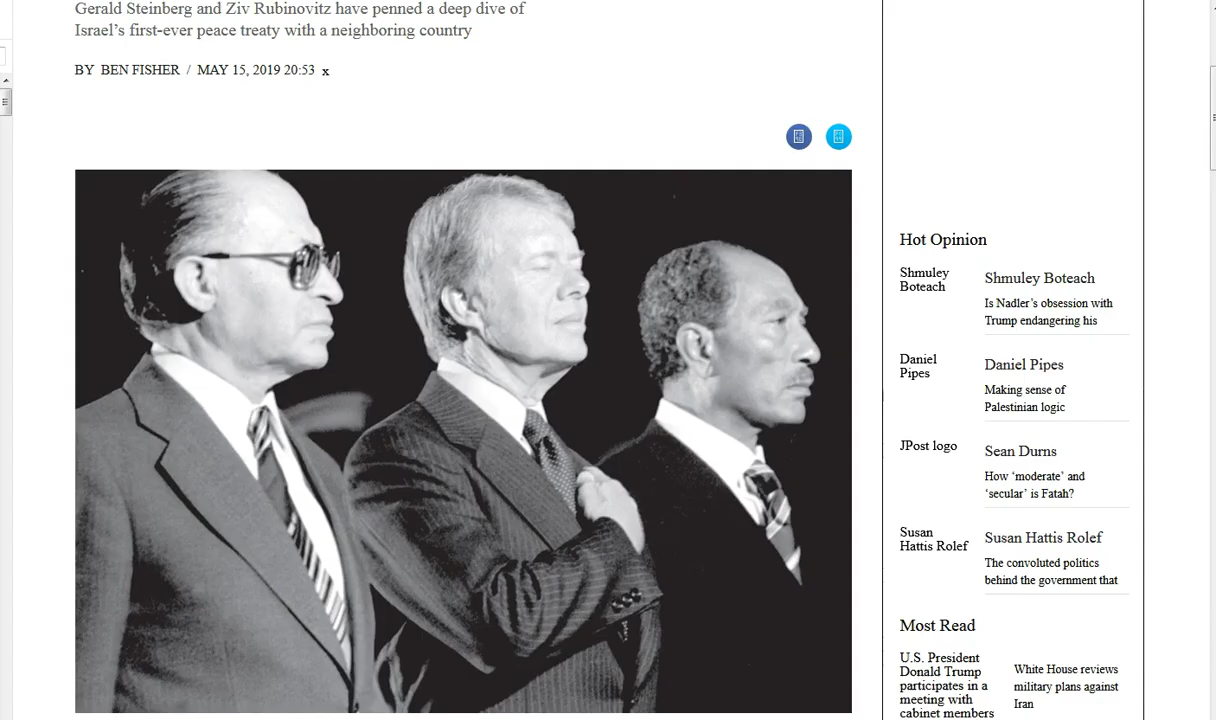 Gerald Steinberg and Ziv Rubinovitz have penned a deep dive of
Israel’s first-ever peace treaty with a neighboring country
BY BEN FISHER / MAY 15, 2019 20:53 x
Hot Opinion
Shmuley
Boteach
Shmuley Boteach
Is Nadler’s obsession with
Trump endangering his
Daniel
Pipes
Daniel Pipes
Making sense of
Palestinian logic
JPost logo
Sean Durns
How ‘moderate’ and
‘secular’ is Fatah?
Susan
Hattis Rolef
Susan Hattis Rolef
The convoluted politics
behind the government that
Most Read
U.S. President
Donald Trump
participates in a
meeting with
cabinet members
White House reviews
military plans against
Iran